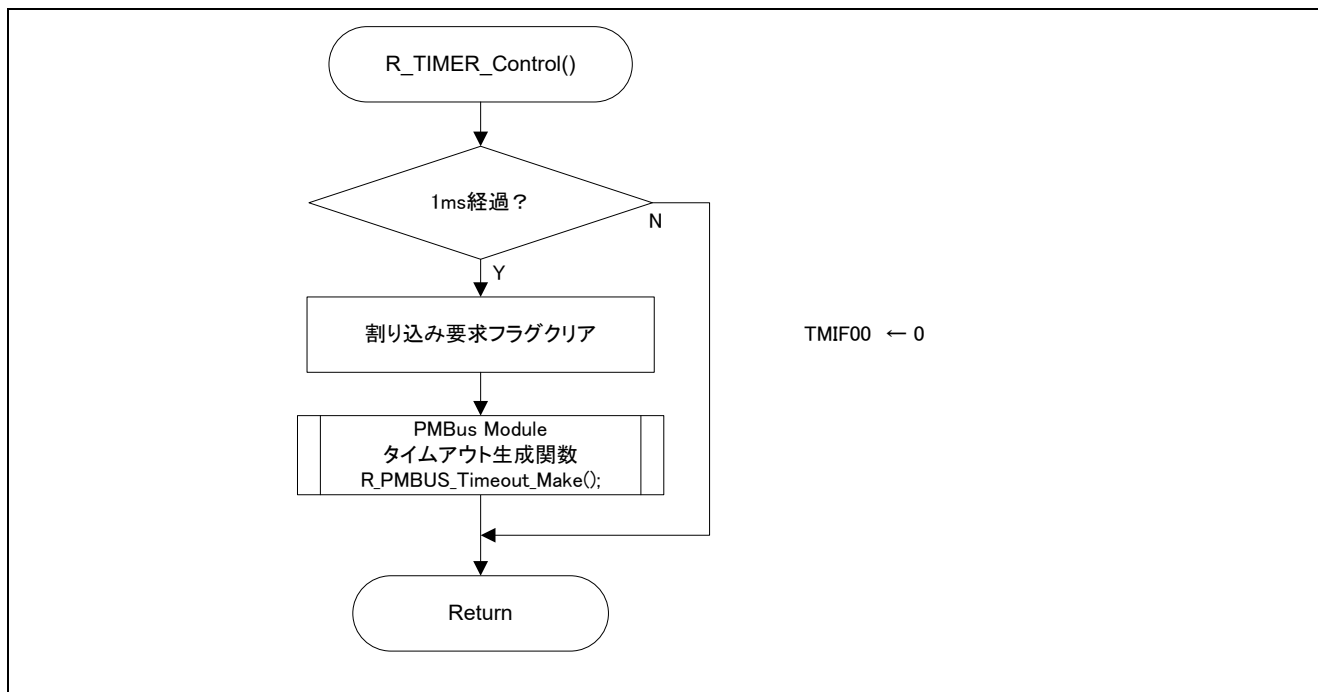 R_TIMER_Control()
1ms経過？
N
Y
割り込み要求フラグクリア
TMIF00 ← 0
PMBus Module
タイムアウト生成関数
R_PMBUS_Timeout_Make();
Return